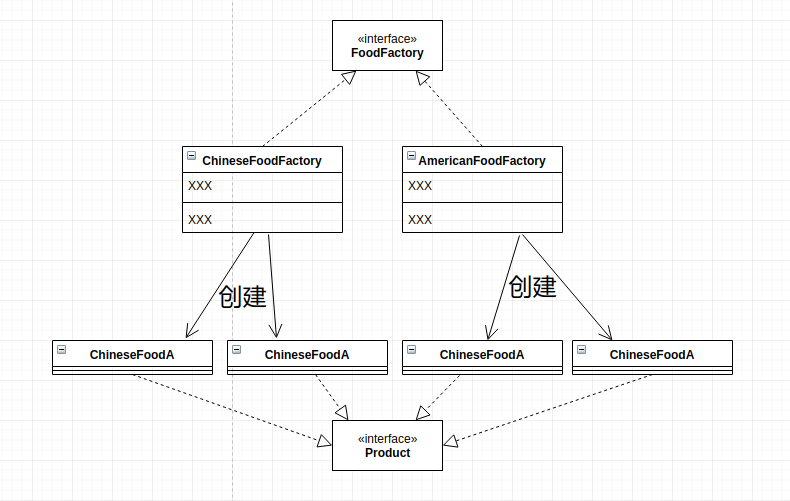 «interface»
FoodFactory
ChineseFoodFactory
XXX
XXX
AmericanFoodFactory
XXX
XXX
创建
创建
ChineseFoodA
ChineseFoodA
ChineseFoodA
ChineseFoodA
«interface»
Product